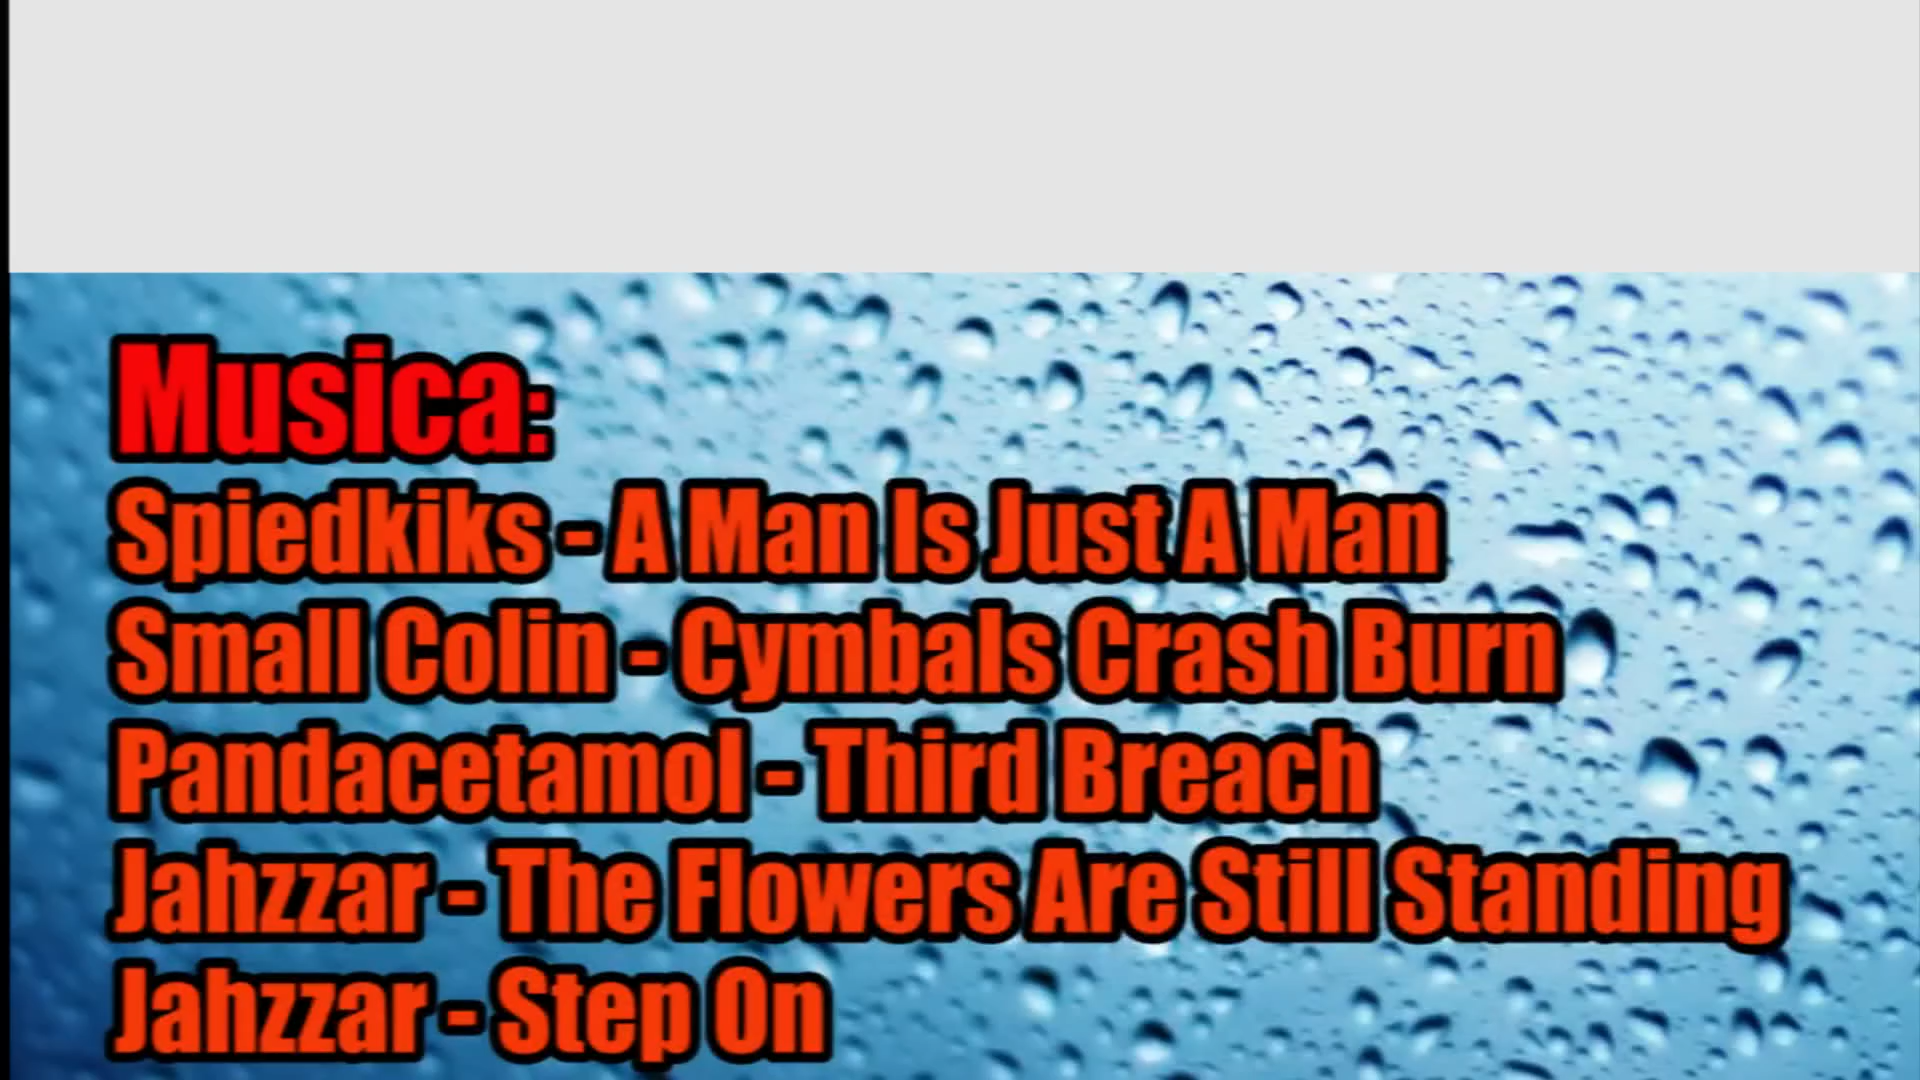 Musica:
Spiedkiks - A Man Is Just A Man
Small Colin - Cymbals Crash Burn
Pandacetamol - Third Breach
Jahzzar - The Flowers Are Still Standing
Jahzzar - Step On